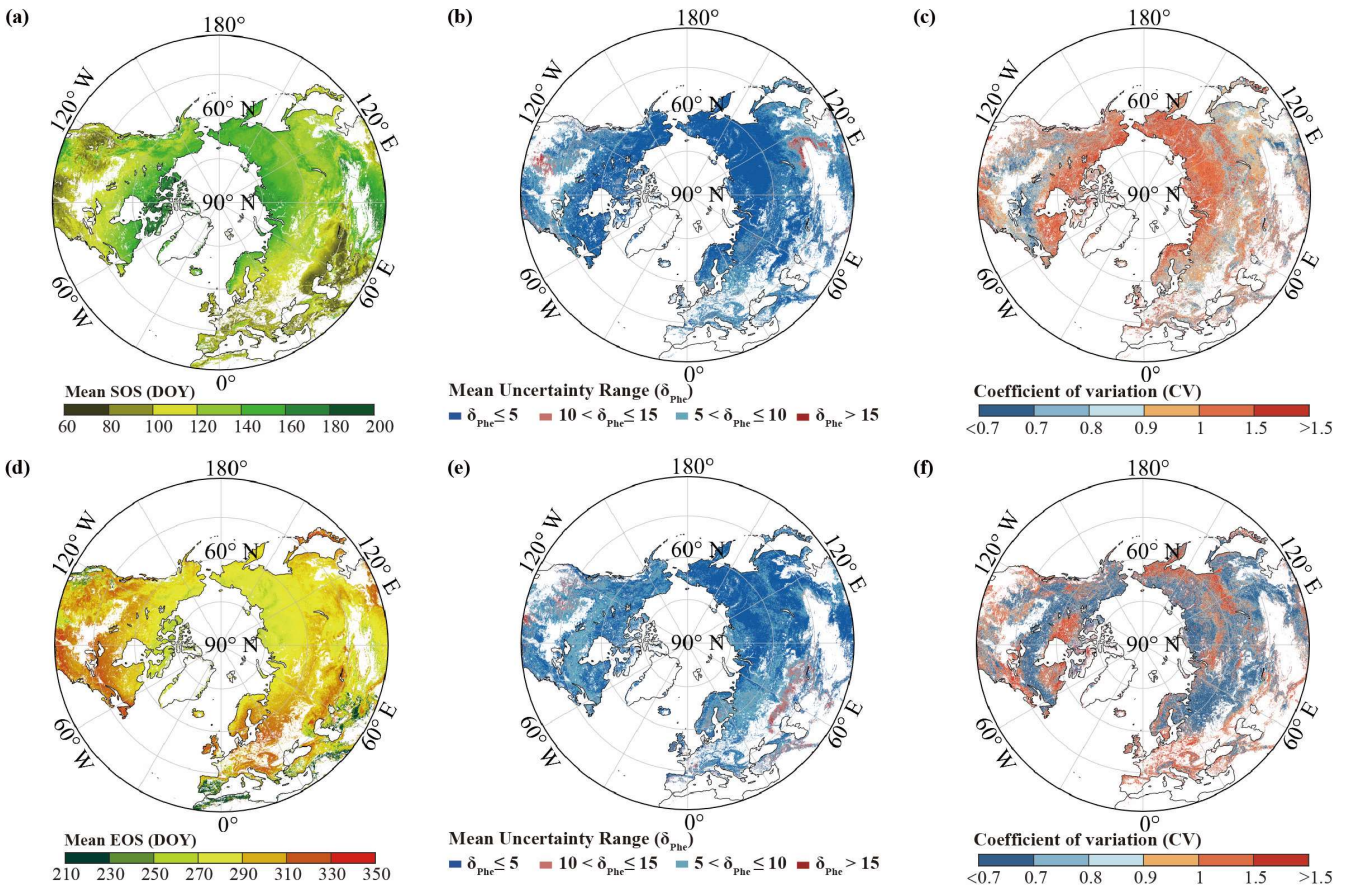 (a)
180°
120° W
60° N
120° E
90° N
60° W
60° E
0°
Mean SOS (DOY)
60 80 100 120 140 160 180 200
(b)
180°
120° W
60° N
120° E
90° N
60° W
60° E
0°
Mean Uncertainty Range (δPhe)
δPhe≤ 5 10 < δPhe≤ 15 5 < δPhe≤ 10 δPhe> 15
(c)
180°
120° W
60° N
120° E
90° N
60° W
60° E
0°
Coefficient of variation (CV)
<0.7 0.7 0.8 0.9 1 1.5 >1.5
(d)
180°
120° W
60° N
120° E
90° N
60° W
60° E
0°
Mean EOS (DOY)
210 230 250 270 290 310 330 350
(e)
180°
120° W
60° N
120° E
90° N
60° W
60° E
0°
Mean Uncertainty Range (δPhe)
δPhe≤ 5 10 < δPhe≤ 15 5 < δPhe≤ 10 δPhe> 15
(f)
180°
120° W
60° N
120° E
90° N
60° W
60° E
0°
Coefficient of variation (CV)
<0.7 0.7 0.8 0.9 1 1.5 >1.5